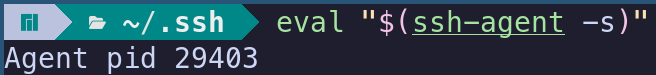 ~/.ssh eval "$(ssh-agent -s)"
Agent pid 29403